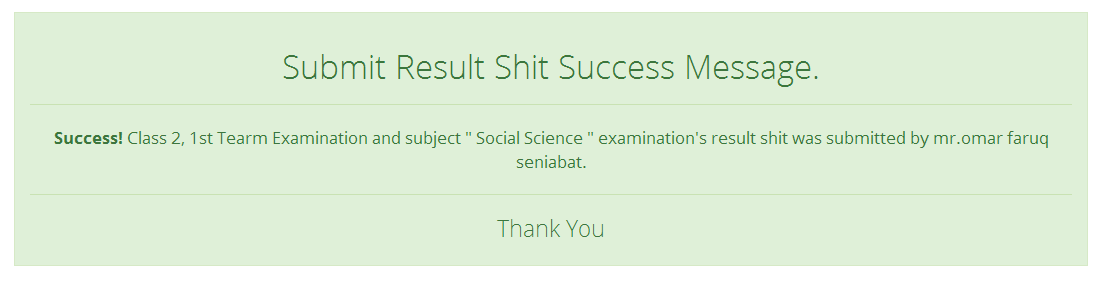 Submit Result Shit Success Message.
Success! Class 2, 1st Tearm Examination and subject " Social Science " examination's result shit was submitted by mr.omar faruq
seniabat.
Thank You